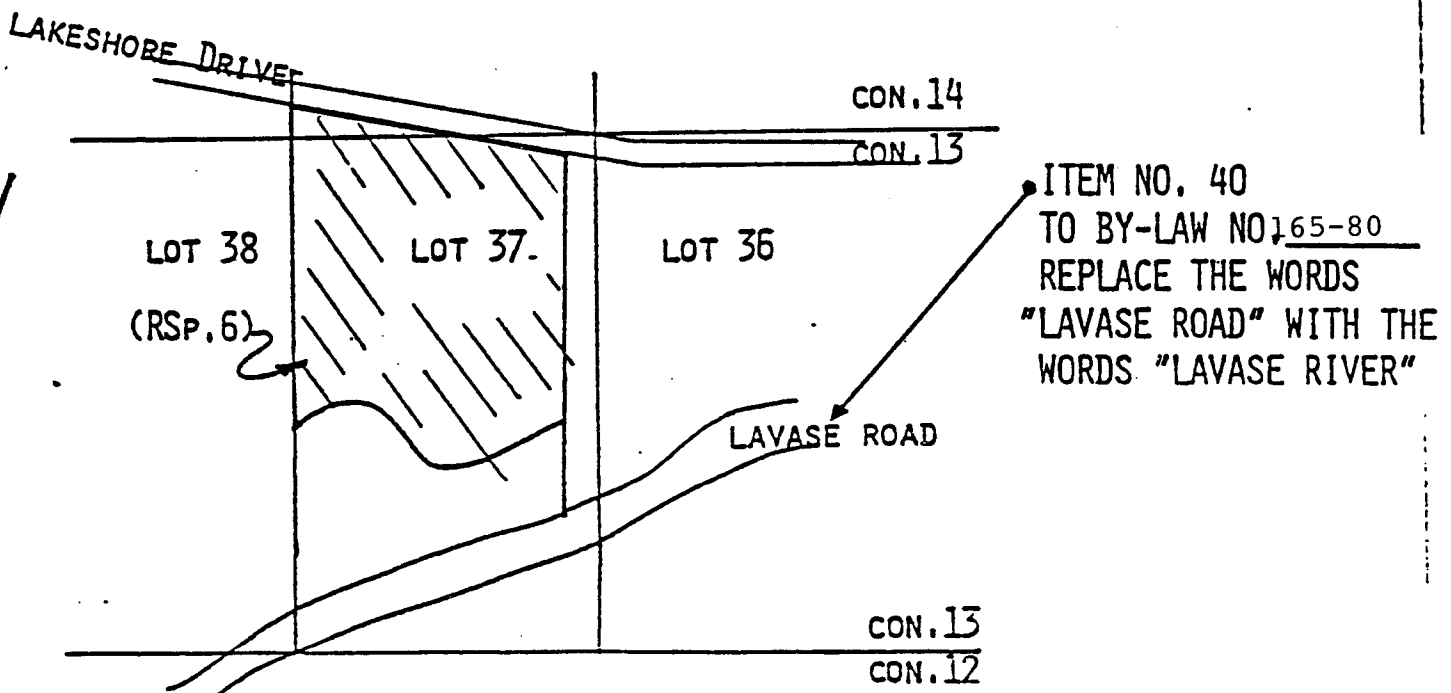 LAKESHORE DRIVE
CON.14
CON.13
ITEM NO. 40
TO BY-LAW NO. 165-80
REPLACE THE WORDS
"LAVASE ROAD" WITH THE
WORDS "LAVASE RIVER"
LOT 38
LOT 37
LOT 36
(RSP.6)
LAVASE ROAD
CON.13
CON.12